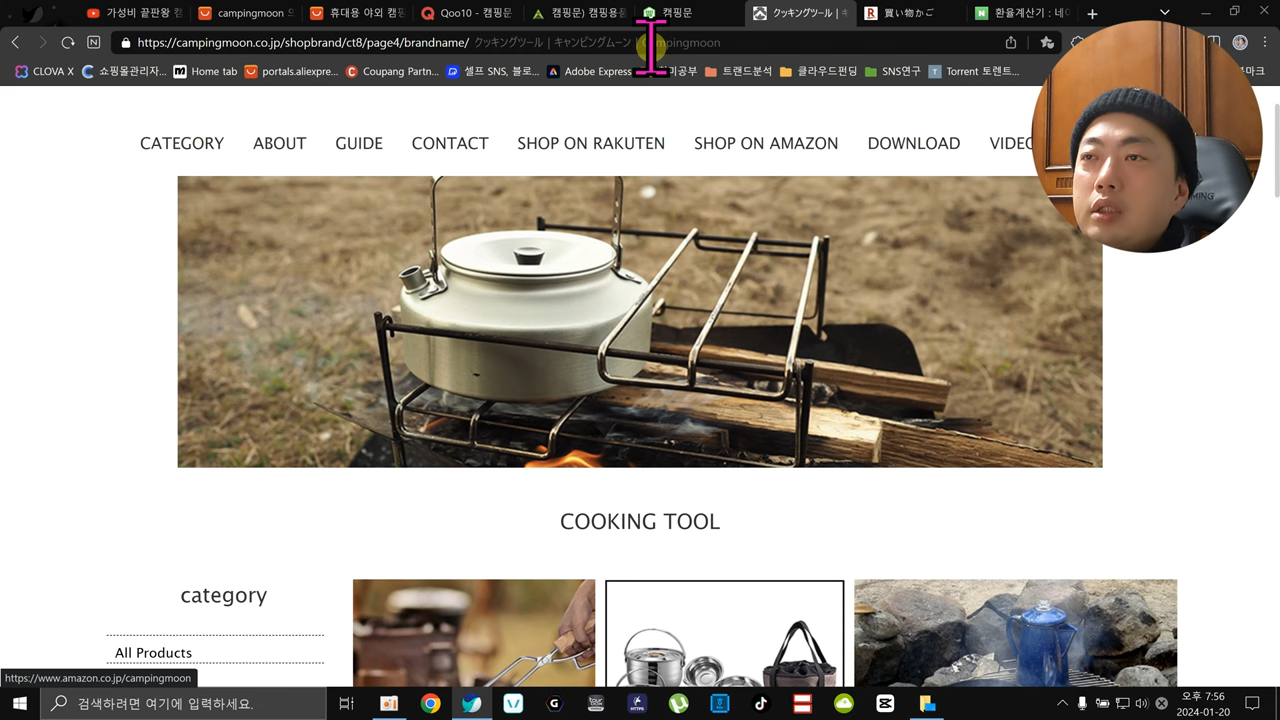 가성비 끝판왕 캠
campingmoon 의
휴대용 야외 캠핑
Qoo10 - 캠핑문
캠핑문) 캠핑용품
캠핑문
クッキングツール | キ
買い物かご
환율계산기 : 네이
https://campingmoon.co.jp/shopbrand/ct8/page4/brandname/ クッキングツール | キャンピングムーン | Campingmoon
CLOVA X
쇼핑몰관리자...
Home tab
portals.aliexpre...
Coupang Partn...
셀프 SNS, 블로...
Adobe Express
트랜드분석
클라우드펀딩
SNS연구
Torrent 토렌트...
CATEGORY
ABOUT
GUIDE
CONTACT
SHOP ON RAKUTEN
SHOP ON AMAZON
DOWNLOAD
VIDEO
COOKING TOOL
category
All Products
https://www.amazon.co.jp/campingmoon
검색하려면 여기에 입력하세요.
오후 7:56
2024-01-20